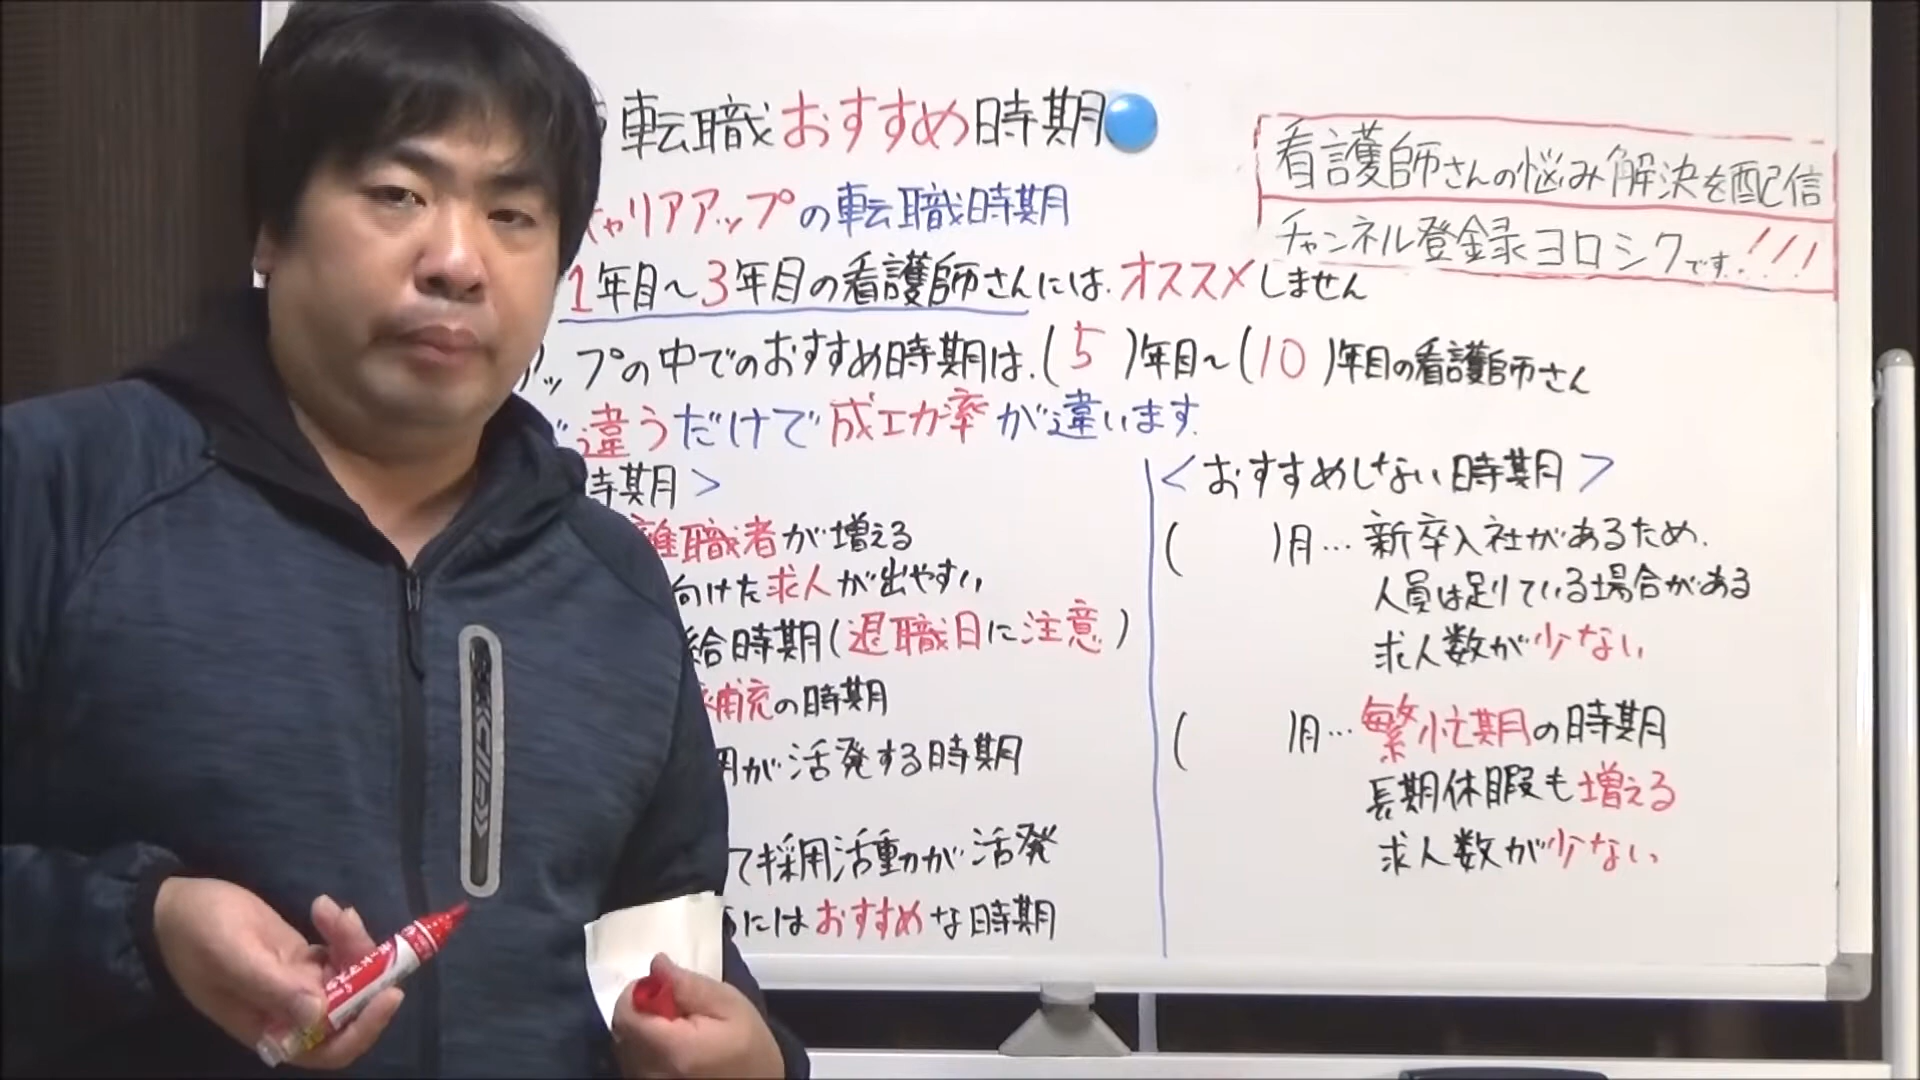 転職おすすめ時期
看護師さんの悩み解決を配信
チャンネル登録ヨロシクです!!!
キャリアアップの転職時期
1年目〜3年目の看護師さんには、オススメしません
アップの中でのおすすめ時期は、(5)年目〜(10)年目の看護師さん
違うだけで成功率が違います。
時期>
離職者が増える
向けた求人が出やすい
給時期(退職日に注意)
補充の時期
用が活発する時期
て採用活動が活発
にはおすすめな時期
<おすすめしない時期>
( )月…新卒入社があるため、
人員は足りている場合がある
求人数が少ない
( )月…繁忙期の時期
長期休暇も増える
求人数が少ない